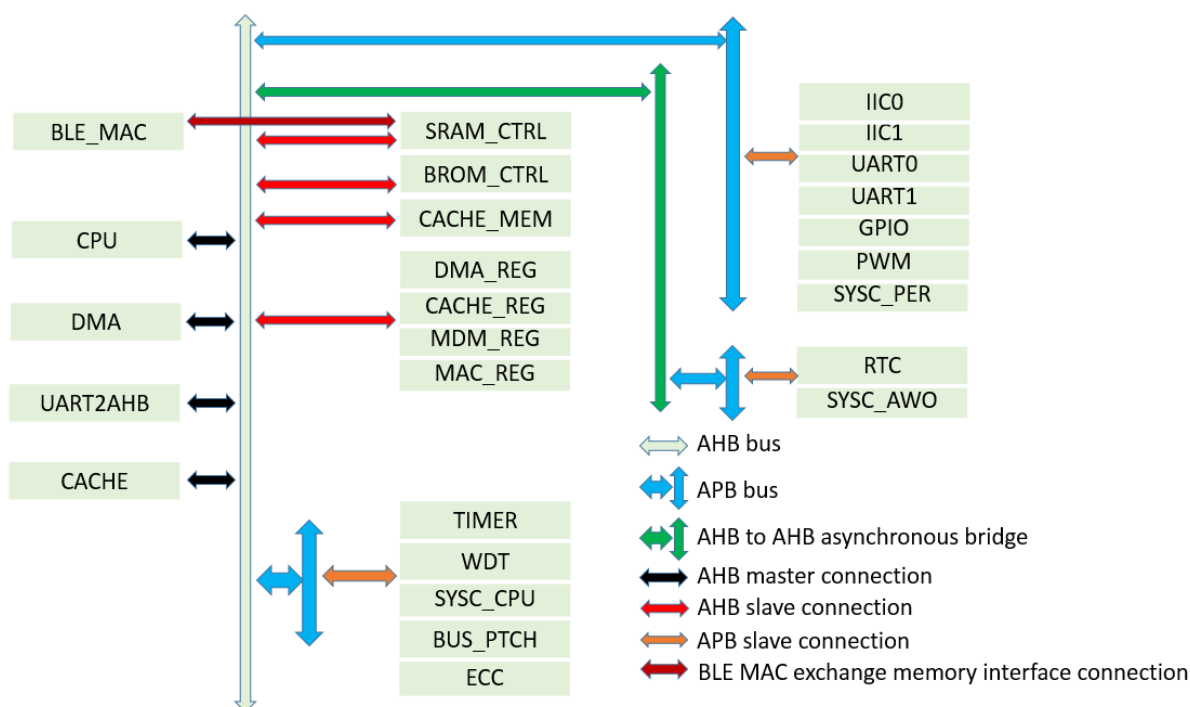 BLE_MAC
CPU
DMA
UART2AHB
CACHE
SRAM_CTRL
BROM_CTRL
CACHE_MEM
DMA_REG
CACHE_REG
MDM_REG
MAC_REG
TIMER
WDT
SYSC_CPU
BUS_PTCH
ECC
IIC0
IIC1
UART0
UART1
GPIO
PWM
SYSC_PER
RTC
SYSC_AWO
AHB bus
APB bus
AHB to AHB asynchronous bridge
AHB master connection
AHB slave connection
APB slave connection
BLE MAC exchange memory interface connection